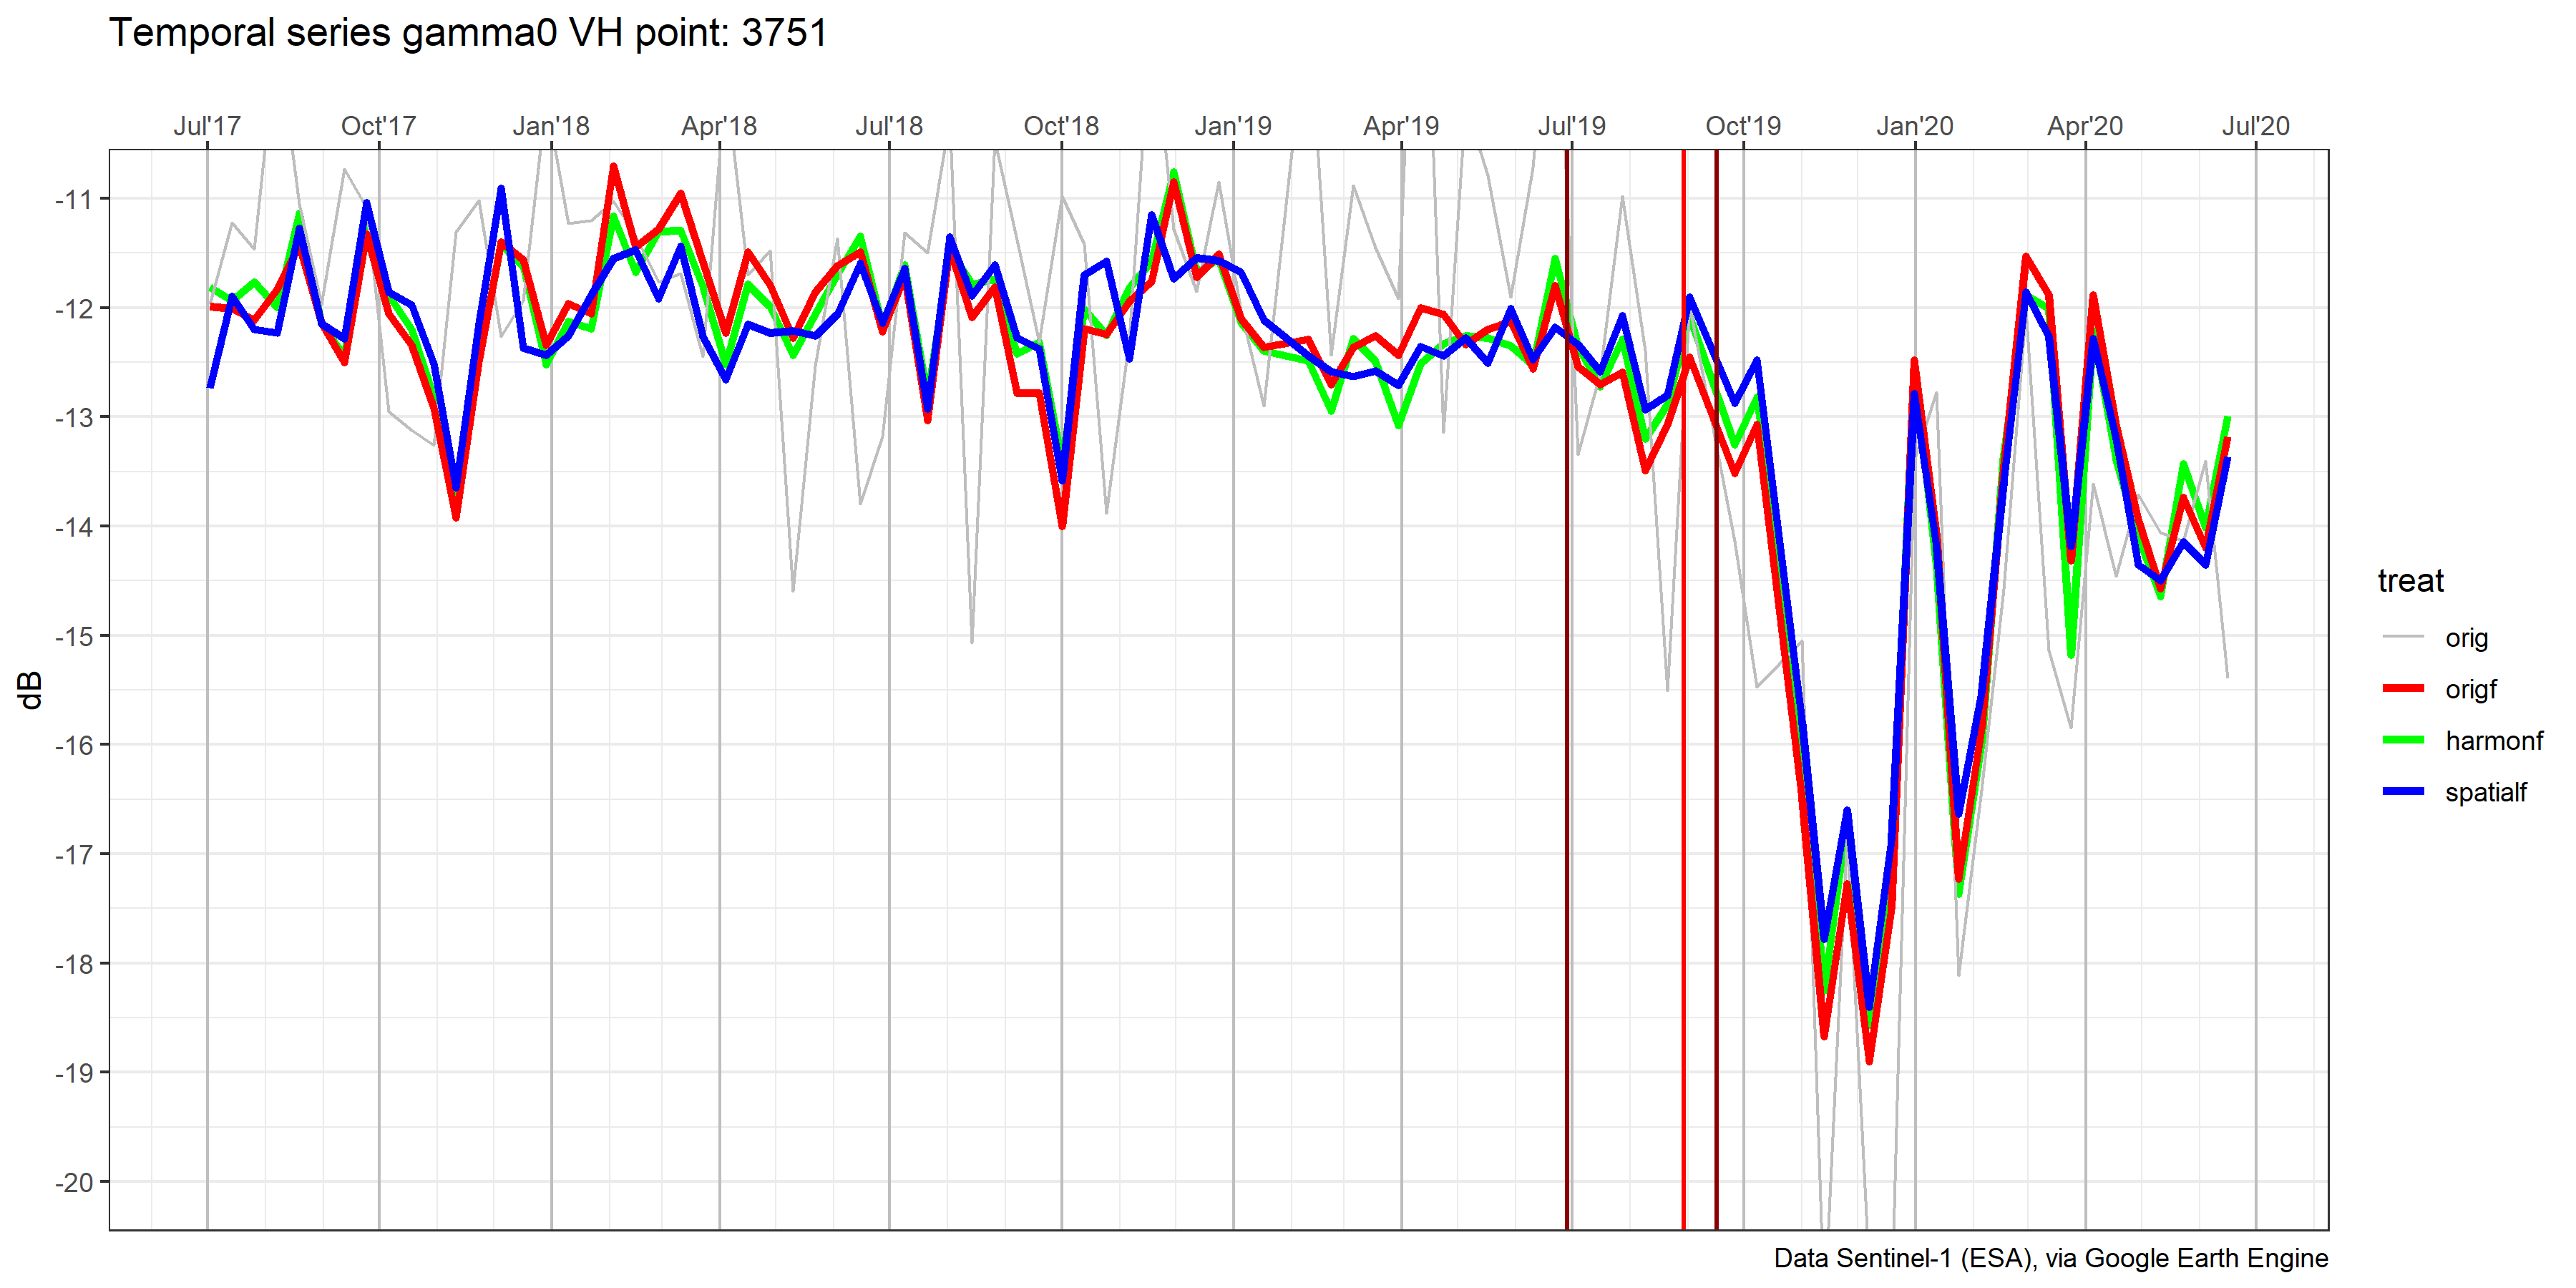 Temporal series gamma0 VH point: 3751
Jul'17 Oct'17 Jan'18 Apr'18 Jul'18 Oct'18 Jan'19 Apr'19 Jul'19 Oct'19 Jan'20 Apr'20 Jul'20
-11
-12
-13
-14
-15
-16
-17
-18
-19
-20
dB
treat
orig
origf
harmonf
spatialf
Data Sentinel-1 (ESA), via Google Earth Engine